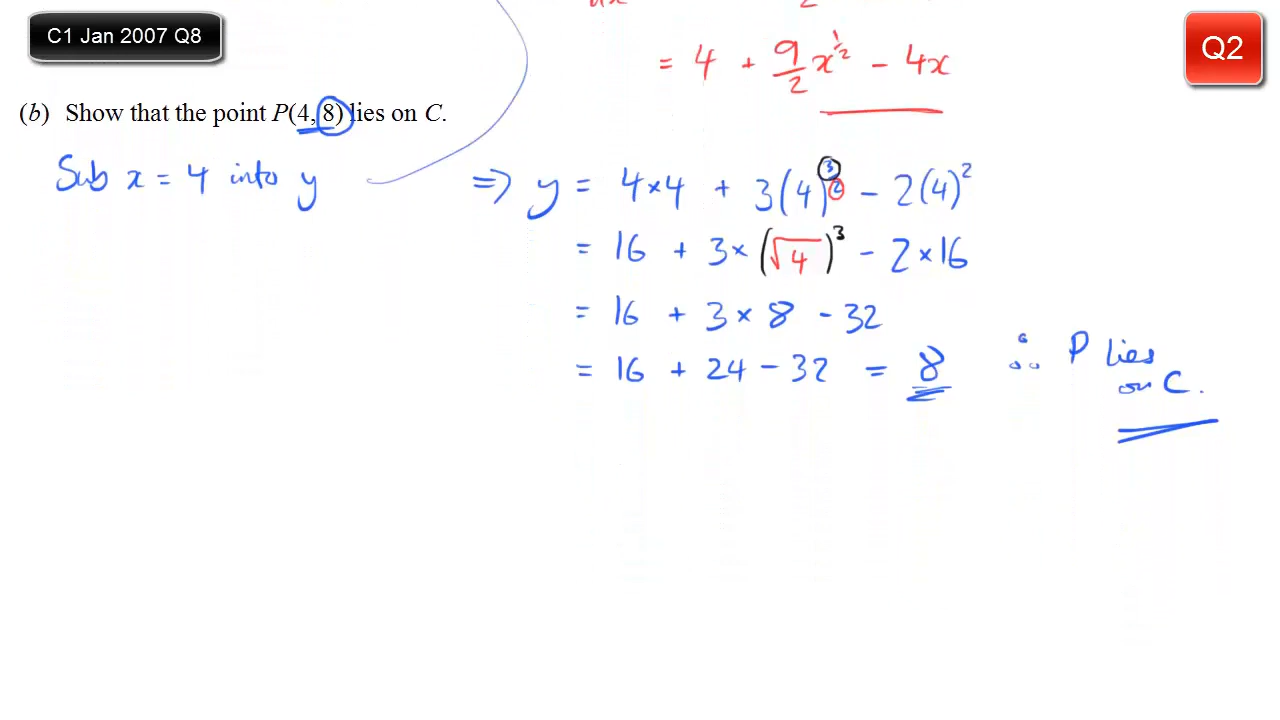 C1 Jan 2007 Q8
Q2
= 4 + 9/2 x^{1/2} - 4x
(b) Show that the point P(4, 8) lies on C.
Sub x = 4 into y ⇒ y = 4×4 + 3(4)^{3/2} - 2(4)^2
= 16 + 3×(√4)^3 - 2×16
= 16 + 3×8 - 32
= 16 + 24 - 32 = 8 ∴ P lies
on C.